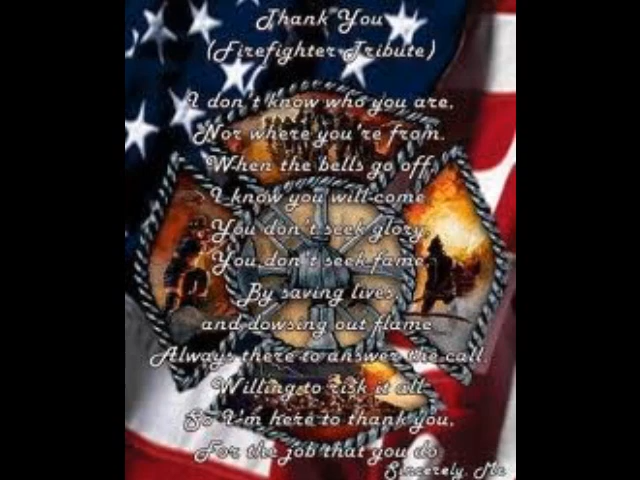 Thank You
(Firefighter Tribute)
I don't know who you are,
Nor where you're from.
When the bells go off,
I know you will come
You don't seek glory,
You don't seek fame,
By saving lives,
and dowsing out flame
Always there to answer the call,
Willing to risk it all
So I'm here to thank you,
For the job that you do
Sincerely, Me